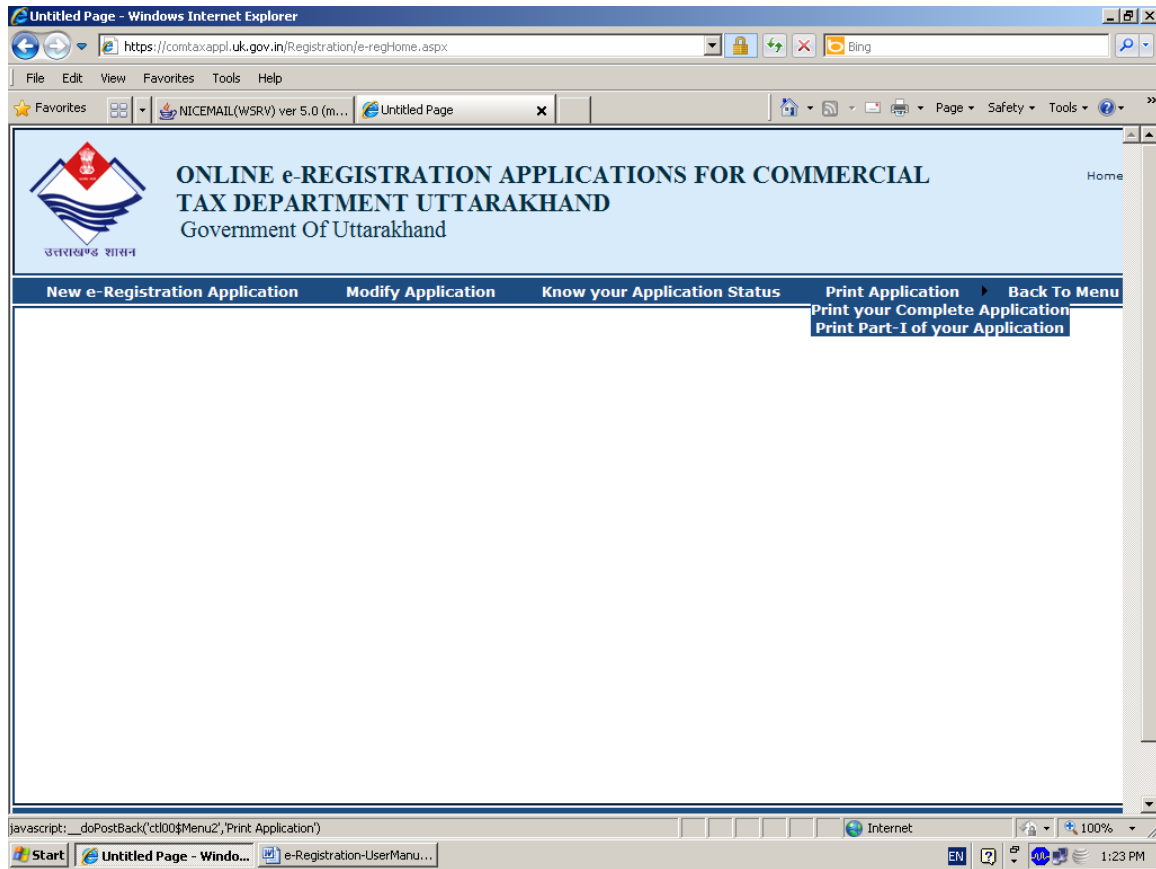 Untitled Page - Windows Internet Explorer
https://comtaxappl.uk.gov.in/Registration/e-regHome.aspx
Bing
File Edit View Favorites Tools Help
Favorites
NICEMAIL(WSRV) ver 5.0 (m...
Untitled Page
Page Safety Tools
ONLINE e-REGISTRATION APPLICATIONS FOR COMMERCIAL
TAX DEPARTMENT UTTARAKHAND
Government Of Uttarakhand
Home
उत्तराखण्ड शासन
New e-Registration Application Modify Application Know your Application Status Print Application Back To Menu
Print your Complete Application
Print Part-I of your Application
javascript:__doPostBack('ctl00$Menu2','Print Application')
Internet
100%
Start
Untitled Page - Windo...
e-Registration-UserManu...
EN
1:23 PM